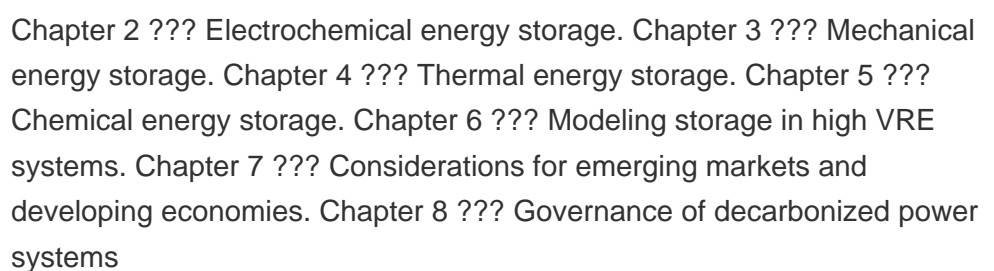 Chapter 2 ??? Electrochemical energy storage. Chapter 3 ??? Mechanical
energy storage. Chapter 4 ??? Thermal energy storage. Chapter 5 ???
Chemical energy storage. Chapter 6 ??? Modeling storage in high VRE
systems. Chapter 7 ??? Considerations for emerging markets and
developing economies. Chapter 8 ??? Governance of decarbonized power
systems